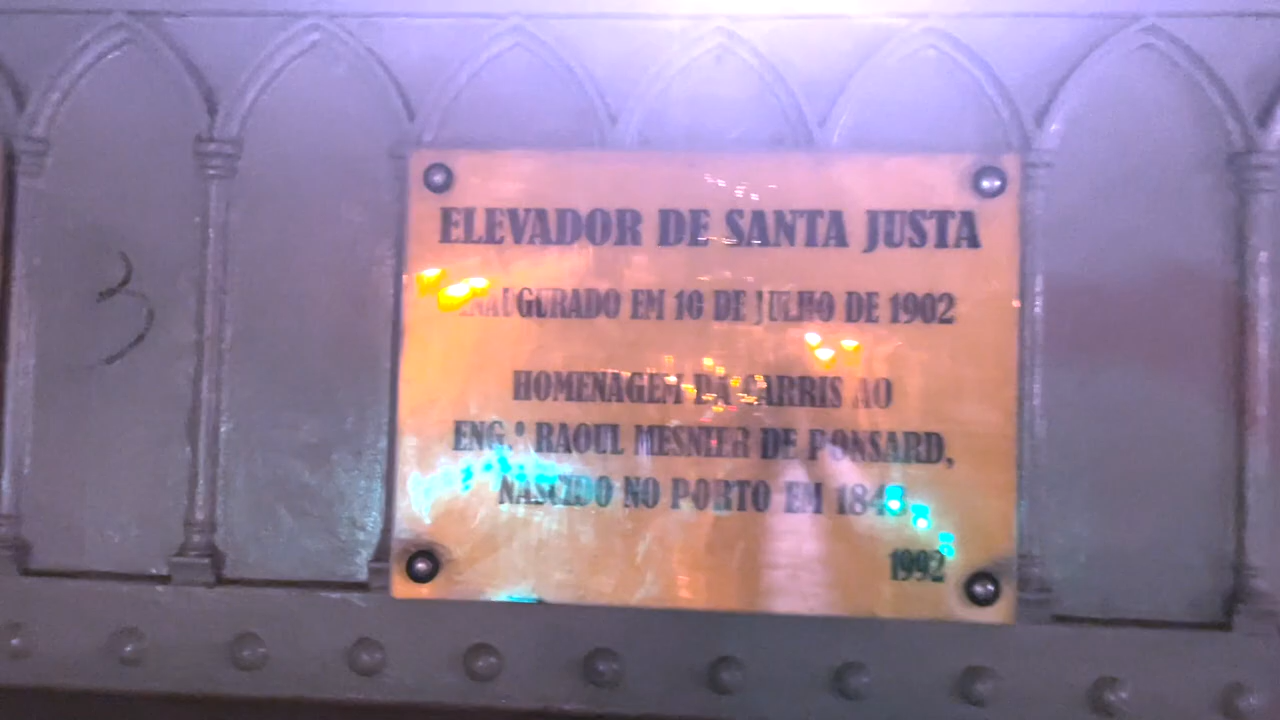 ELEVADOR DE SANTA JUSTA
INAUGURADO EM 10 DE JULHO DE 1902
HOMENAGEM DA CARRIS AO
ENG.º RAOUL MESNIER DE PONSARD,
NASCIDO NO PORTO EM
1992
3